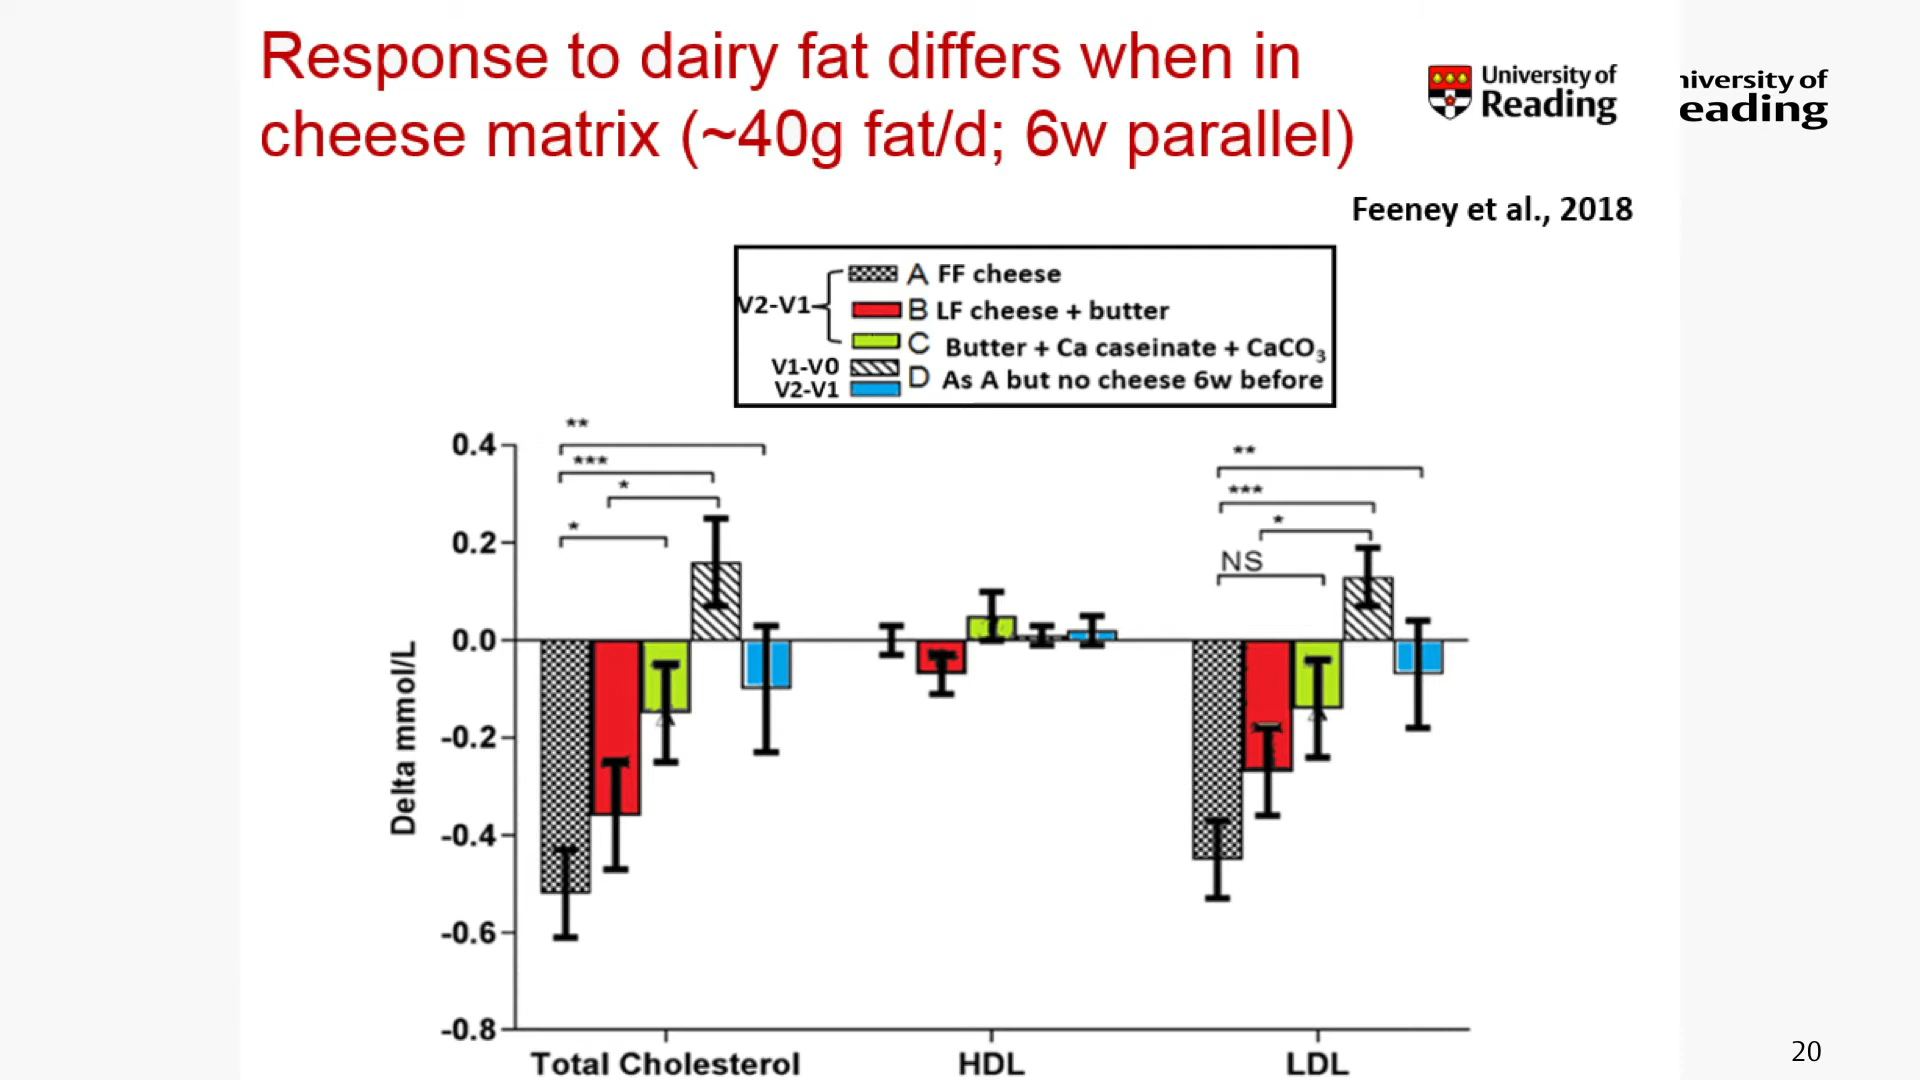 Response to dairy fat differs when in
cheese matrix (~40g fat/d; 6w parallel)
University of
Reading
niversity of
eading
Feeney et al., 2018
V2-V1
A FF cheese
B LF cheese + butter
C Butter + Ca caseinate + CaCO₃
V1-V0
V2-V1
D As A but no cheese 6w before
**
***
*
*
**
***
*
NS
0.4
0.2
0.0
-0.2
-0.4
-0.6
-0.8
Delta mmol/L
Total Cholesterol
HDL
LDL
20